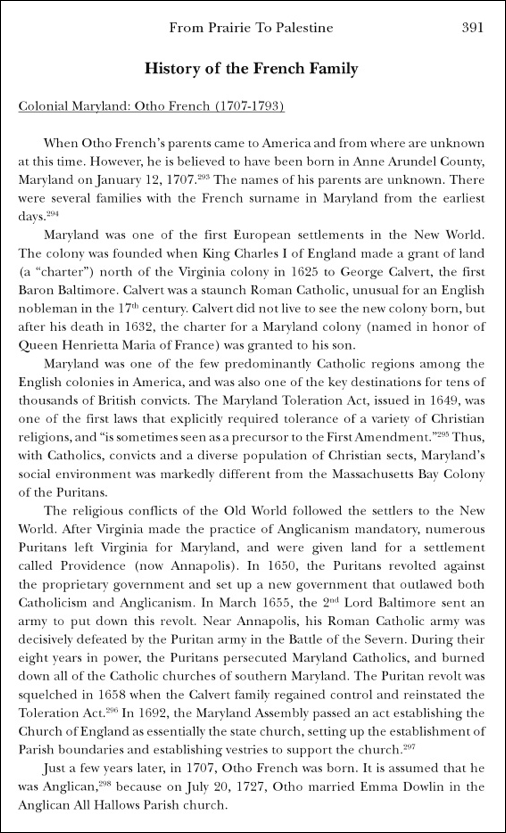 From Prairie To Palestine 391
History of the French Family
Colonial Maryland: Otho French (1707-1793)
When Otho French’s parents came to America and from where are unknown
at this time. However, he is believed to have been born in Anne Arundel County,
Maryland on January 12, 1707.²⁹³ The names of his parents are unknown. There
were several families with the French surname in Maryland from the earliest
days.²⁹⁴
Maryland was one of the first European settlements in the New World.
The colony was founded when King Charles I of England made a grant of land
(a “charter”) north of the Virginia colony in 1625 to George Calvert, the first
Baron Baltimore. Calvert was a staunch Roman Catholic, unusual for an English
nobleman in the 17th century. Calvert did not live to see the new colony born, but
after his death in 1632, the charter for a Maryland colony (named in honor of
Queen Henrietta Maria of France) was granted to his son.
Maryland was one of the few predominantly Catholic regions among the
English colonies in America, and was also one of the key destinations for tens of
thousands of British convicts. The Maryland Toleration Act, issued in 1649, was
one of the first laws that explicitly required tolerance of a variety of Christian
religions, and “is sometimes seen as a precursor to the First Amendment.”²⁹⁵ Thus,
with Catholics, convicts and a diverse population of Christian sects, Maryland’s
social environment was markedly different from the Massachusetts Bay Colony
of the Puritans.
The religious conflicts of the Old World followed the settlers to the New
World. After Virginia made the practice of Anglicanism mandatory, numerous
Puritans left Virginia for Maryland, and were given land for a settlement
called Providence (now Annapolis). In 1650, the Puritans revolted against
the proprietary government and set up a new government that outlawed both
Catholicism and Anglicanism. In March 1655, the 2nd Lord Baltimore sent an
army to put down this revolt. Near Annapolis, his Roman Catholic army was
decisively defeated by the Puritan army in the Battle of the Severn. During their
eight years in power, the Puritans persecuted Maryland Catholics, and burned
down all of the Catholic churches of southern Maryland. The Puritan revolt was
squelched in 1658 when the Calvert family regained control and reinstated the
Toleration Act.²⁹⁶ In 1692, the Maryland Assembly passed an act establishing the
Church of England as essentially the state church, setting up the establishment of
Parish boundaries and establishing vestries to support the church.²⁹⁷
Just a few years later, in 1707, Otho French was born. It is assumed that he
was Anglican,²⁹⁸ because on July 20, 1727, Otho married Emma Dowlin in the
Anglican All Hallows Parish church.